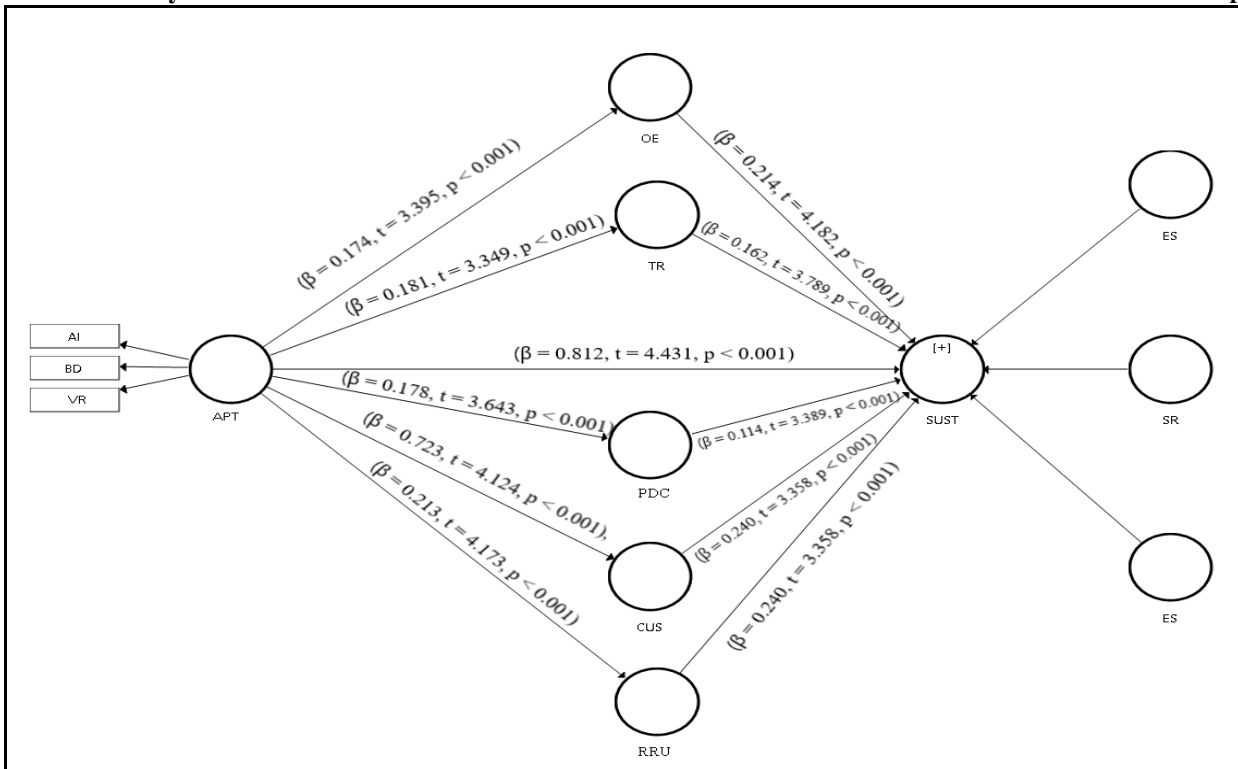 OE
(β = 0.174, t = 3.395, p < 0.001)
(β = 0.214, t = 4.182, p < 0.001)
TR
(β = 0.181, t = 3.349, p < 0.001)
(β = 0.162, t = 3.789, p < 0.001)
ES
AI
BD
VR
APT
(β = 0.812, t = 4.431, p < 0.001)
[+]
SUST
SR
(β = 0.178, t = 3.643, p < 0.001)
(β = 0.114, t = 3.389, p < 0.001)
PDC
(β = 0.723, t = 4.124, p < 0.001),
(β = 0.240, t = 3.358, p < 0.001)
CUS
(β = 0.213, t = 4.173, p < 0.001)
(β = 0.240, t = 3.358, p < 0.001)
ES
RRU